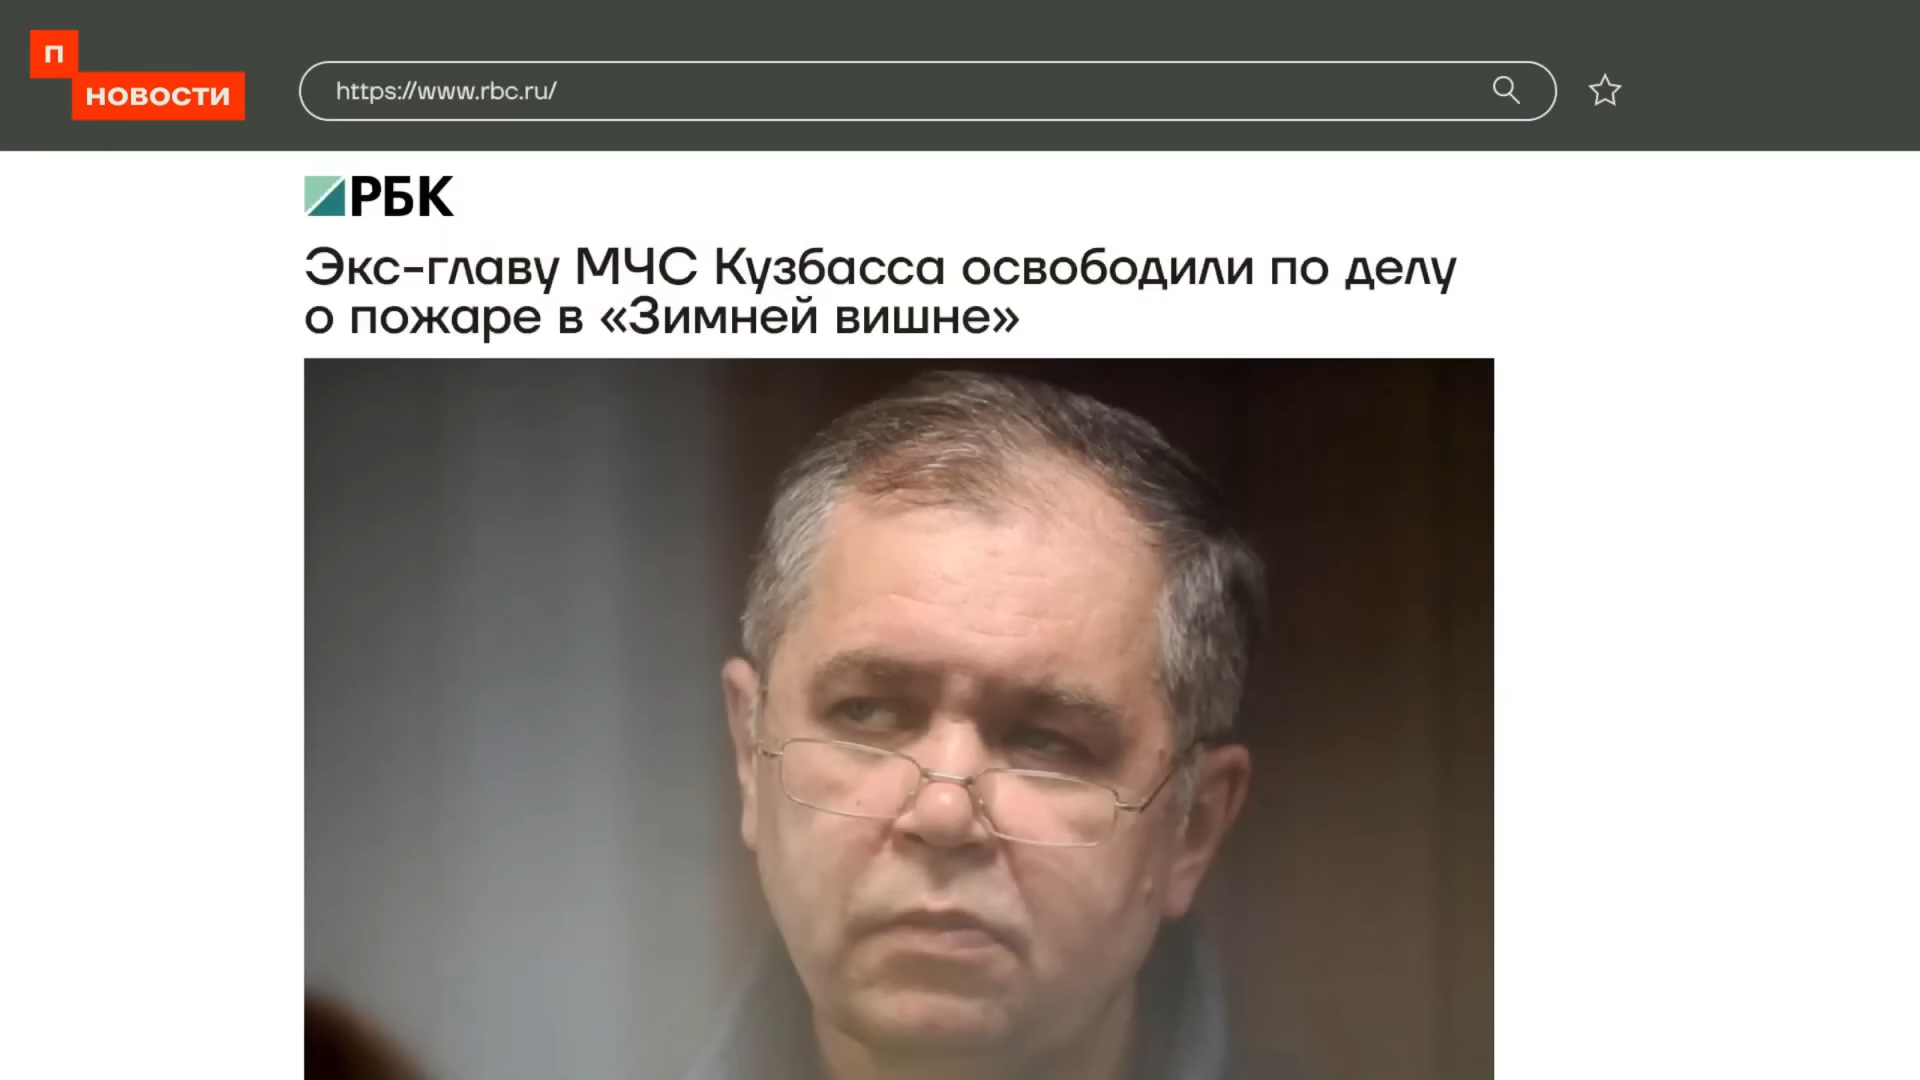 П
НОВОСТИ
https://www.rbc.ru/
РБК
Экс-главу МЧС Кузбасса освободили по делу
о пожаре в «Зимней вишне»